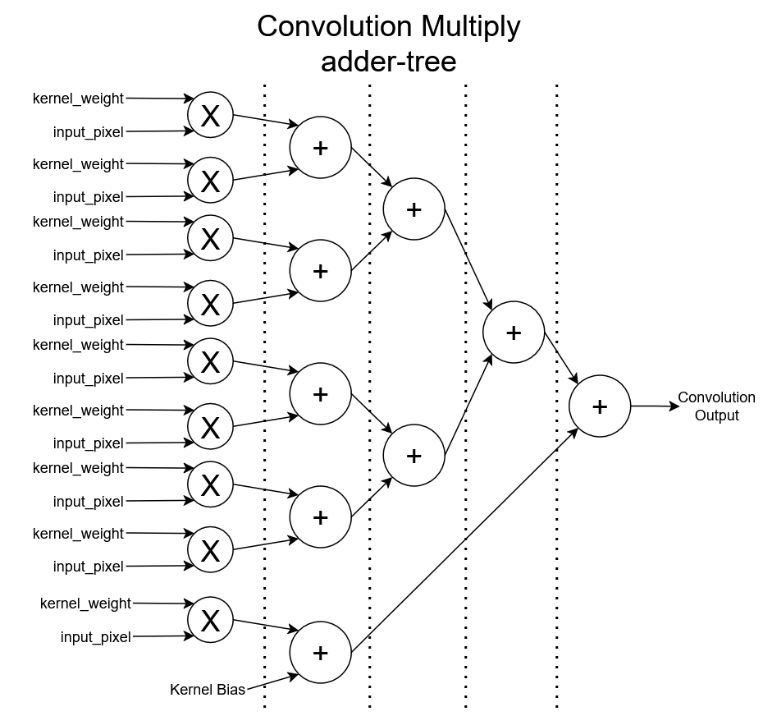 Convolution Multiply
adder-tree
kernel_weight
X
input_pixel
+
kernel_weight
X
input_pixel
+
kernel_weight
X
input_pixel
+
kernel_weight
X
input_pixel
+
kernel_weight
X
input_pixel
+
kernel_weight
X
input_pixel
+
Convolution
Output
kernel_weight
X
input_pixel
+
kernel_weight
X
input_pixel
+
kernel_weight
X
input_pixel
+
Kernel Bias